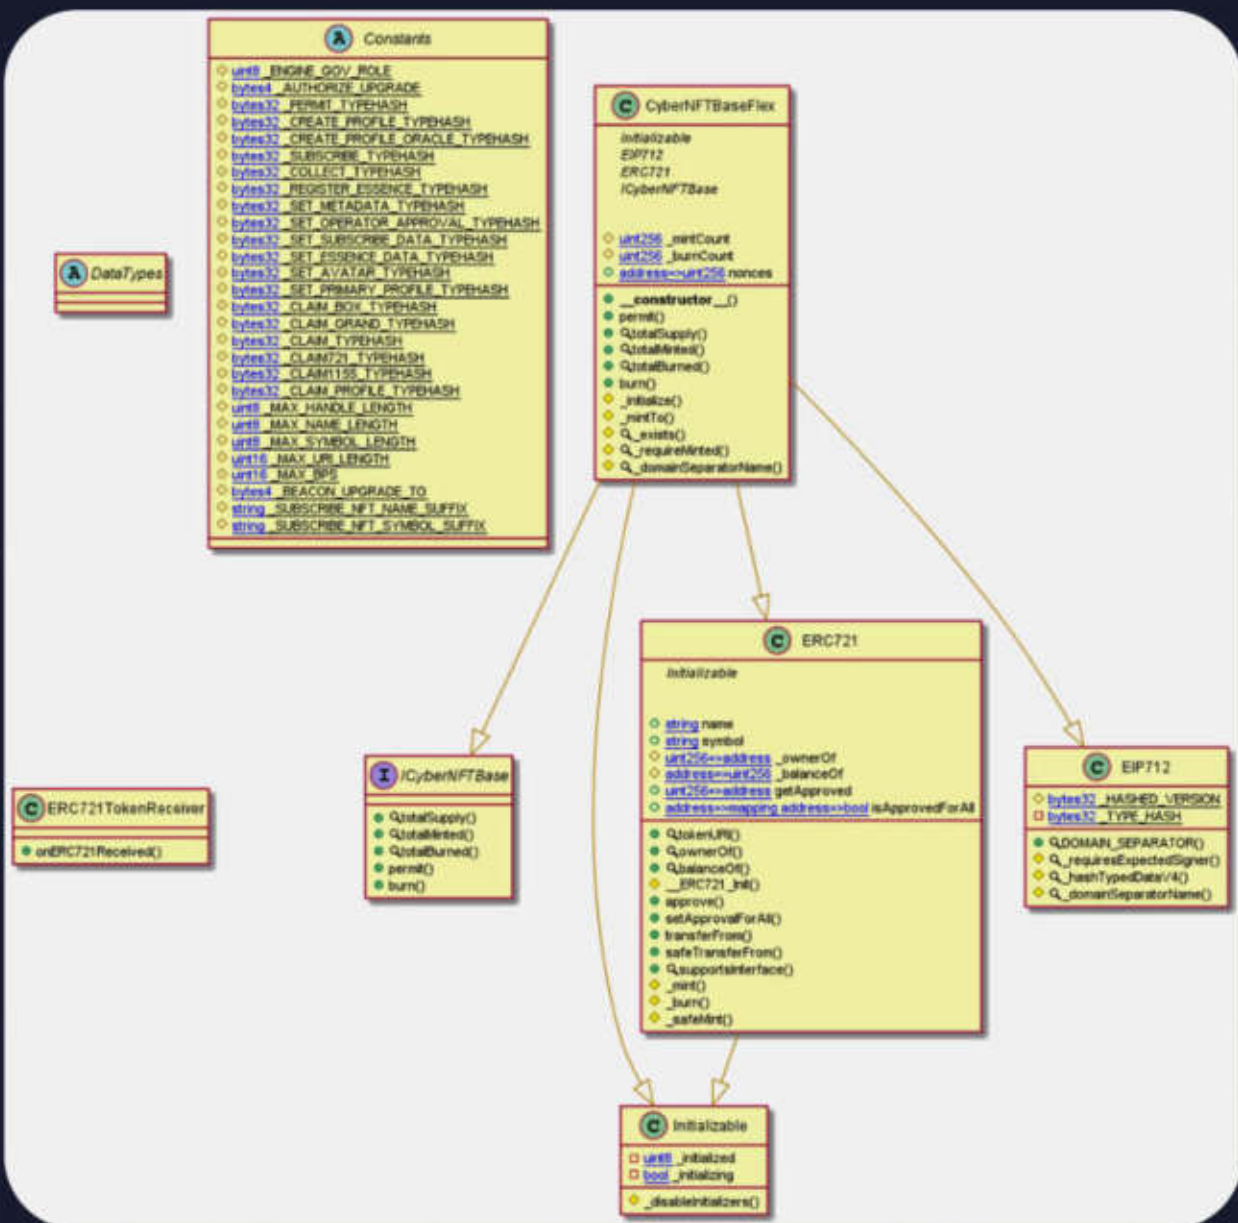 A Constants
uint8 _ENGINE_GOV_ROLE
bytes4 _AUTHORIZE_UPGRADE
bytes32 _PERMIT_TYPEHASH
bytes32 _CREATE_PROFILE_TYPEHASH
bytes32 _CREATE_PROFILE_ORACLE_TYPEHASH
bytes32 _SUBSCRIBE_TYPEHASH
bytes32 _COLLECT_TYPEHASH
bytes32 _REGISTER_ESSENCE_TYPEHASH
bytes32 _SET_METADATA_TYPEHASH
bytes32 _SET_OPERATOR_APPROVAL_TYPEHASH
bytes32 _SET_SUBSCRIBE_DATA_TYPEHASH
bytes32 _SET_ESSENCE_DATA_TYPEHASH
bytes32 _SET_AVATAR_TYPEHASH
bytes32 _SET_PRIMARY_PROFILE_TYPEHASH
bytes32 _CLAIM_BOX_TYPEHASH
bytes32 _CLAIM_GRAND_TYPEHASH
bytes32 _CLAIM_TYPEHASH
bytes32 _CLAIM721_TYPEHASH
bytes32 _CLAIM1155_TYPEHASH
bytes32 _CLAIM_PROFILE_TYPEHASH
uint8 _MAX_HANDLE_LENGTH
uint8 _MAX_NAME_LENGTH
uint8 _MAX_SYMBOL_LENGTH
uint16 _MAX_URI_LENGTH
uint16 _MAX_BPS
bytes4 _BEACON_UPGRADE_TO
string _SUBSCRIBE_NFT_NAME_SUFFIX
string _SUBSCRIBE_NFT_SYMBOL_SUFFIX
A DataTypes
C CyberNFTBaseFlex
Initializable
EIP712
ERC721
ICyberNFTBase
uint256 _mintCount
uint256 _burnCount
address=>uint256 nonces
__constructor__()
permit()
totalSupply()
totalMinted()
totalBurned()
burn()
_initialize()
_mintTo()
_exists()
_requireMinted()
_domainSeparatorName()
C ERC721TokenReceiver
onERC721Received()
I ICyberNFTBase
totalSupply()
totalMinted()
totalBurned()
permit()
burn()
C ERC721
Initializable
string name
string symbol
uint256=>address _ownerOf
address=>uint256 _balanceOf
uint256=>address getApproved
address=>mapping address=>bool isApprovedForAll
tokenURI()
ownerOf()
balanceOf()
__ERC721_Init()
approve()
setApprovalForAll()
transferFrom()
safeTransferFrom()
supportsInterface()
_mint()
_burn()
_safeMint()
C EIP712
bytes32 _HASHED_VERSION
bytes32 _TYPE_HASH
DOMAIN_SEPARATOR()
_requiresExpectedSigner()
_hashTypedDataV4()
_domainSeparatorName()
C Initializable
uint8 _initialized
bool _initializing
_disableInitializers()